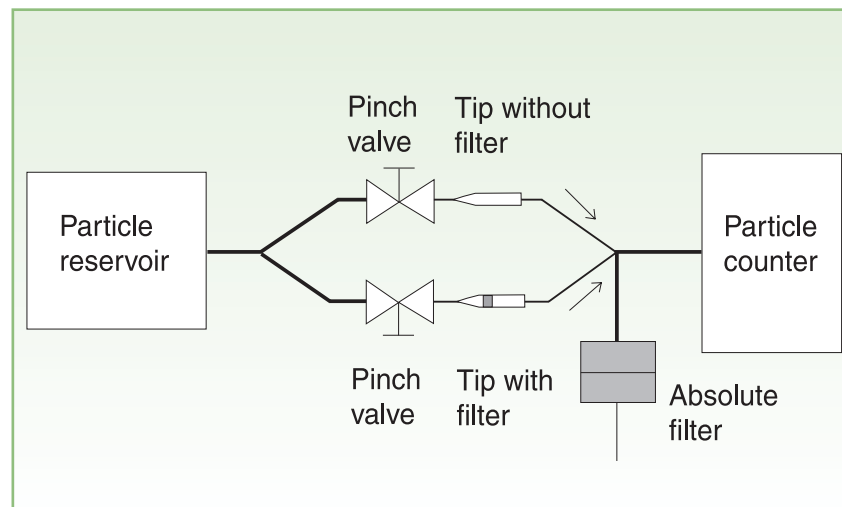 Pinch
valve
Tip without
filter
Particle
reservoir
Particle
counter
Pinch
valve
Tip with
filter
Absolute
filter